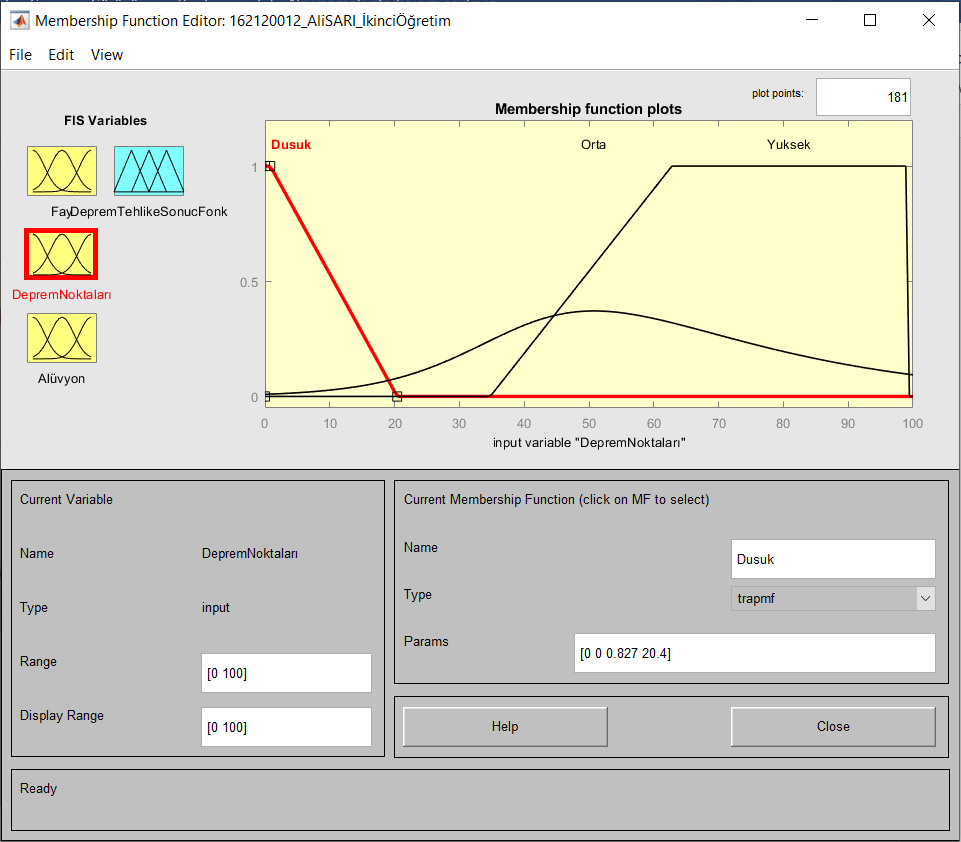 Membership Function Editor: 162120012_AliSARI_İkinciÖğretim
File Edit View
plot points: 181
FIS Variables
Membership function plots
Dusuk Orta Yuksek
1
0.5
0
0 10 20 30 40 50 60 70 80 90 100
input variable "DepremNoktaları"
Fay DepremTehlikeSonucFonk
DepremNoktaları
Alüvyon
Current Variable
Name DepremNoktaları
Type input
Range [0 100]
Display Range [0 100]
Current Membership Function (click on MF to select)
Name Dusuk
Type trapmf
Params [0 0 0.827 20.4]
Help Close
Ready